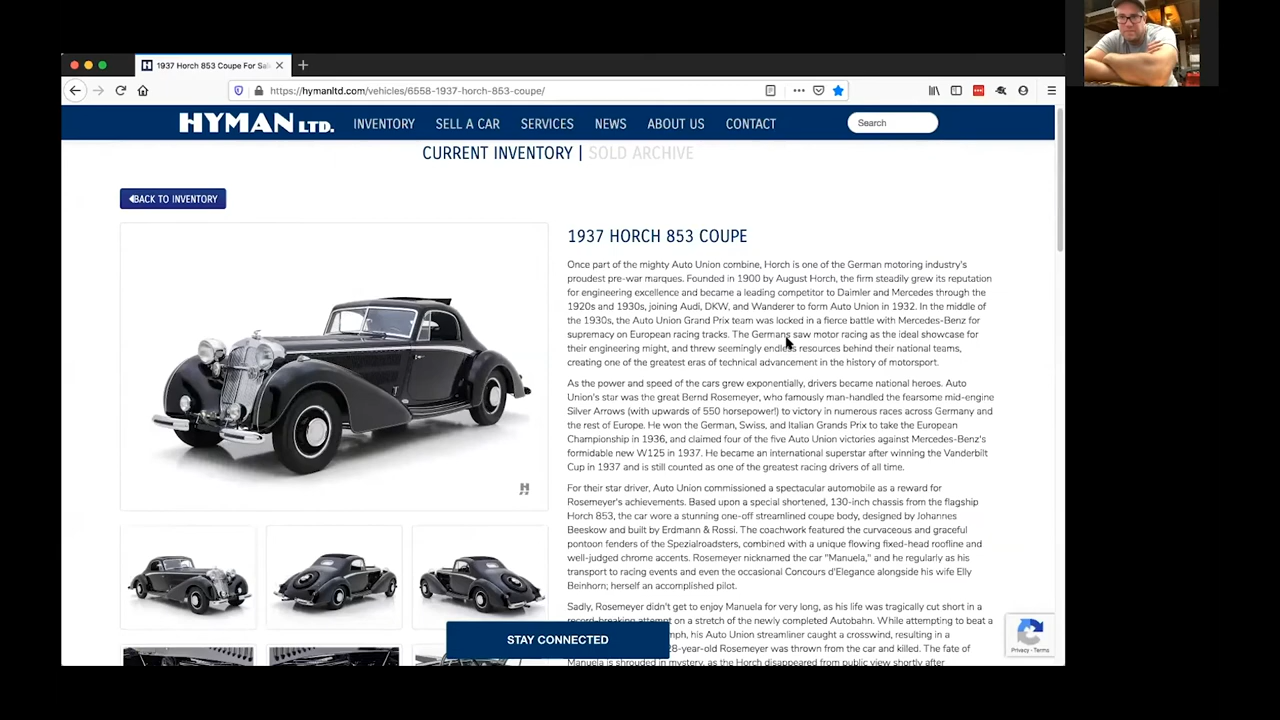 1937 Horch 853 Coupe For Sal
https://hymanltd.com/vehicles/6558-1937-horch-853-coupe/
HYMAN LTD.
INVENTORY
SELL A CAR
SERVICES
NEWS
ABOUT US
CONTACT
Search
CURRENT INVENTORY | SOLD ARCHIVE
BACK TO INVENTORY
1937 HORCH 853 COUPE
Once part of the mighty Auto Union combine, Horch is one of the German motoring industry's
proudest pre-war marques. Founded in 1900 by August Horch, the firm steadily grew its reputation
for engineering excellence and became a leading competitor to Daimler and Mercedes through the
1920s and 1930s, joining Audi, DKW, and Wanderer to form Auto Union in 1932. In the middle of
the 1930s, the Auto Union Grand Prix team was locked in a fierce battle with Mercedes-Benz for
supremacy on European racing tracks. The Germans saw motor racing as the ideal showcase for
their engineering might, and threw seemingly endless resources behind their national teams,
creating one of the greatest eras of technical advancement in the history of motorsport.
As the power and speed of the cars grew exponentially, drivers became national heroes. Auto
Union's star was the great Bernd Rosemeyer, who famously man-handled the fearsome mid-engine
Silver Arrows (with upwards of 550 horsepower!) to victory in numerous races across Germany and
the rest of Europe. He won the German, Swiss, and Italian Grands Prix to take the European
Championship in 1936, and claimed four of the five Auto Union victories against Mercedes-Benz's
formidable new W125 in 1937. He became an international superstar after winning the Vanderbilt
Cup in 1937 and is still counted as one of the greatest racing drivers of all time.
For their star driver, Auto Union commissioned a spectacular automobile as a reward for
Rosemeyer's achievements. Based upon a special shortened, 130-inch chassis from the flagship
Horch 853, the car wore a stunning one-off streamlined coupe body, designed by Johannes
Beeskow and built by Erdmann & Rossi. The coachwork featured the curvaceous and graceful
pontoon fenders of the Spezialroadsters, combined with a unique flowing fixed-head roofline and
well-judged chrome accents. Rosemeyer nicknamed the car "Manuela," and he regularly as his
transport to racing events and even the occasional Concours d'Elegance alongside his wife Elly
Beinhorn; herself an accomplished pilot.
Sadly, Rosemeyer didn't get to enjoy Manuela for very long, as his life was tragically cut short in a
record-breaking attempt on a stretch of the newly completed Autobahn. While attempting to beat a
mph, his Auto Union streamliner caught a crosswind, resulting in a
28-year-old Rosemeyer was thrown from the car and killed. The fate of
Manuela is shrouded in mystery, as the Horch disappeared from public view shortly after
STAY CONNECTED
Privacy - Terms